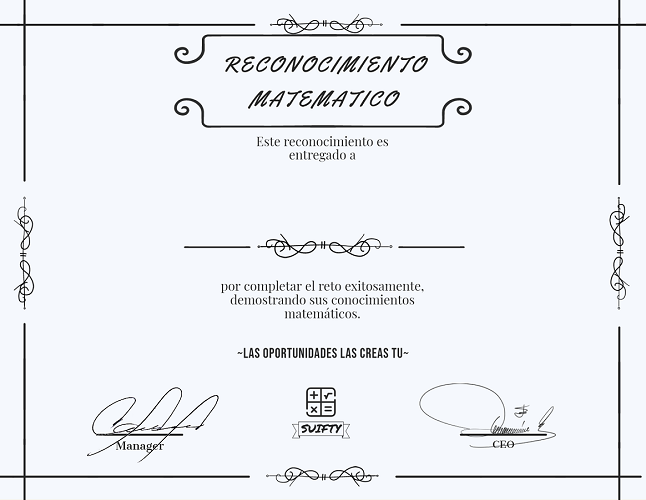 RECONOCIMIENTO
MATEMATICO
Este reconocimiento es
entregado a
por completar el reto exitosamente,
demostrando sus conocimientos
matemáticos.
~LAS OPORTUNIDADES LAS CREAS TU~
SWIFTY
Manager
CEO